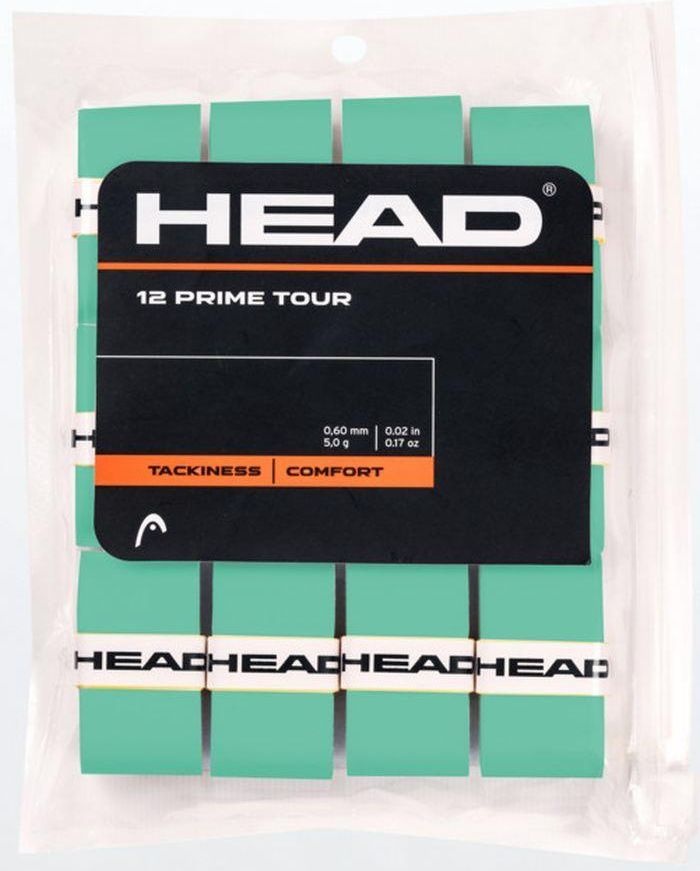 HEAD®
12 PRIME TOUR
0,60 mm | 0.02 in
5,0 g | 0.17 oz
TACKINESS | COMFORT
HEAD HEAD HEAD HEAD